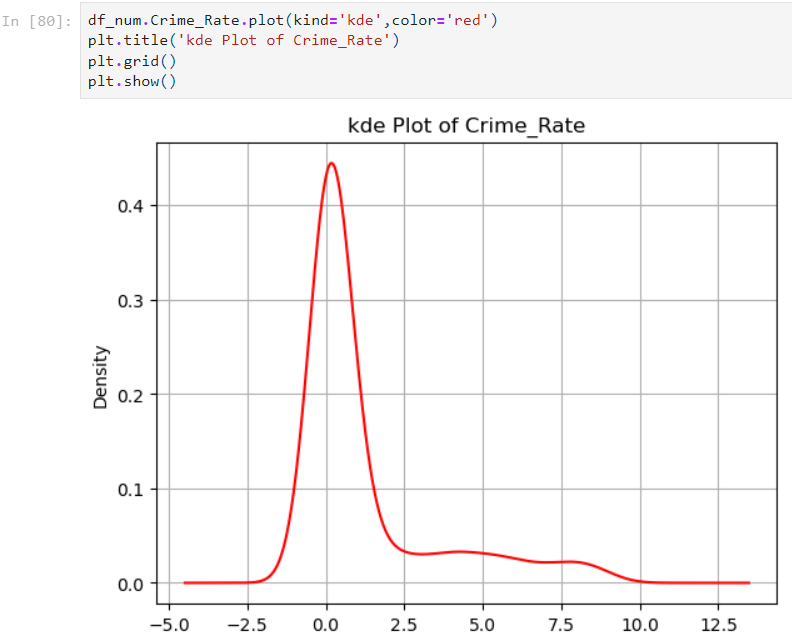 In [80]:
df_num.Crime_Rate.plot(kind='kde',color='red')
plt.title('kde Plot of Crime_Rate')
plt.grid()
plt.show()
kde Plot of Crime_Rate
0.4
0.3
0.2
0.1
0.0
Density
−5.0 −2.5 0.0 2.5 5.0 7.5 10.0 12.5